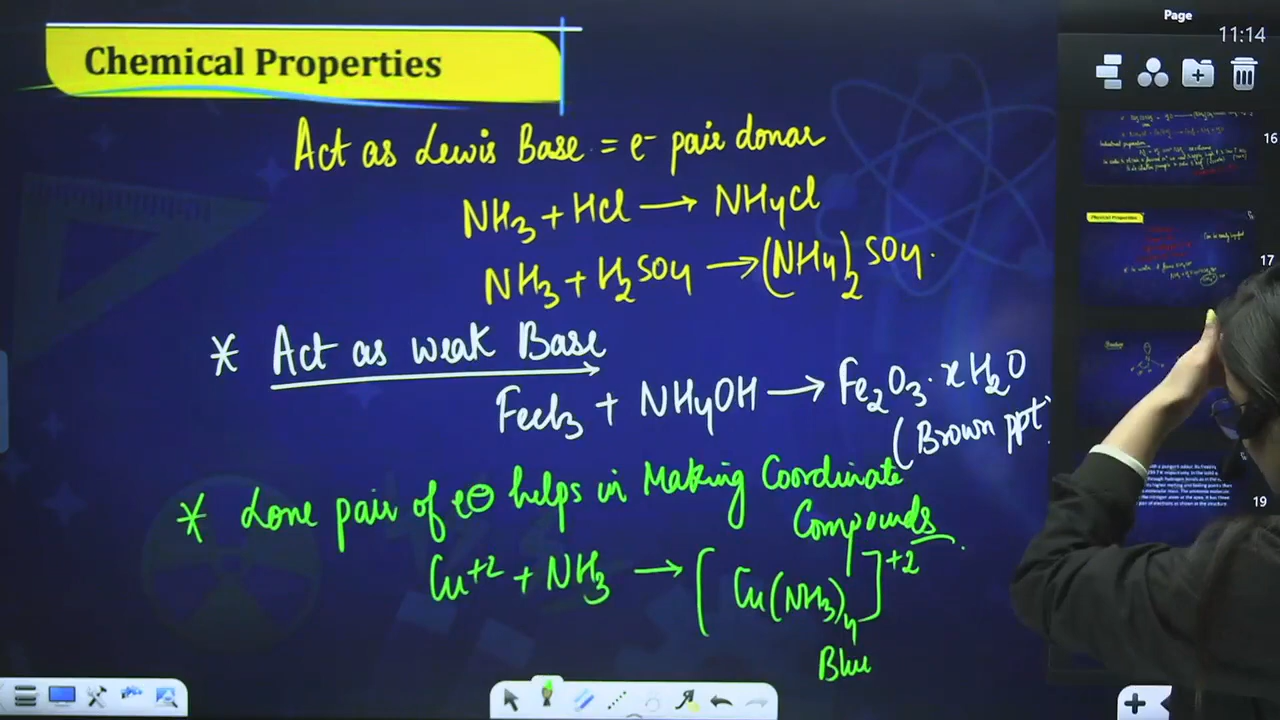 Page
11:14
Chemical Properties
Act as Lewis Base = e- pair donar
NH3 + HCl → NH4Cl
NH3 + H2SO4 → (NH4)2 SO4.
* Act as weak Base
FeCl3 + NH4OH → Fe2O3 . xH2O
(Brown ppt)
* Lone pair of e⊖ helps in Making Coordinate
Compounds.
Cu+2 + NH3 → [Cu(NH3)4]+2
Blue
16
Chemical Properties
17
19